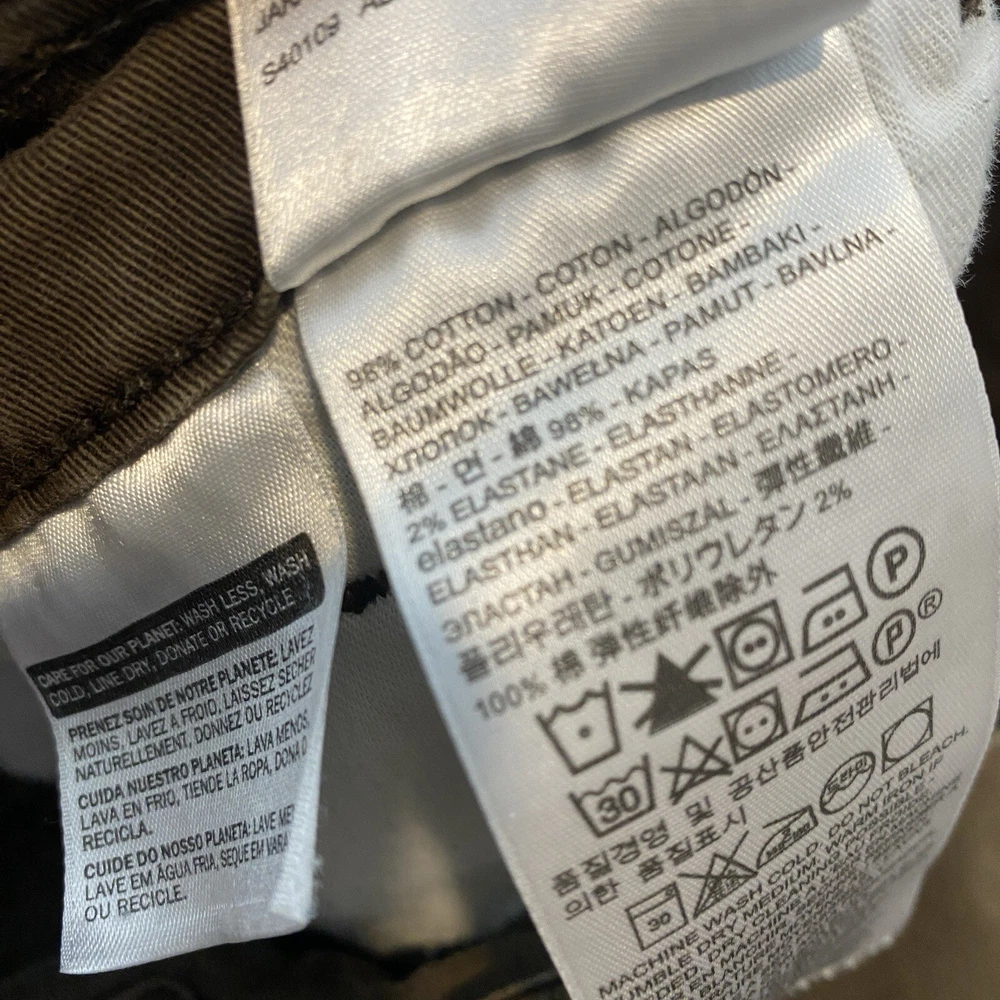 S40109
98% COTTON - COTON - ALGODÓN -
ALGODÃO - PAMUK - COTONE -
BAUMWOLLE - KATOEN - BAMBAKI -
ХЛОПОК - BAWEŁNA - PAMUT - BAVLNA -
棉 - 면 - 綿 98% - KAPAS
2% ELASTANE - ELASTHANNE -
elastano - ELASTAN - ELASTOMERO -
ELASTHAN - ELASTAAN - ΕΛΑΣΤΑΝΗ -
ЭЛАСТАН - GUMISZÁL - 弾性繊維 -
폴리우레탄 - ポリウレタン 2%
100% 棉 弹性纤维除外
P
P ®
30
품질경영 및 공산품안전관리법에
의한 품질표시
30
MACHINE WASH COLD. DO NOT BLEACH.
CARE FOR OUR PLANET: WASH LESS, WASH
COLD, LINE DRY, DONATE OR RECYCLE.
PRENEZ SOIN DE NOTRE PLANETE: LAVEZ
MOINS, LAVEZ A FROID, LAISSEZ SECHER
NATURELLEMENT, DONNEZ OU RECYCLEZ
CUIDA NUESTRO PLANETA: LAVA MENOS,
LAVA EN FRIO, TIENDE LA ROPA, DONA O
RECICLA.
CUIDE DO NOSSO PLANETA: LAVE
LAVE EM ÁGUA FRIA, SEQUE EM
OU RECICLE.